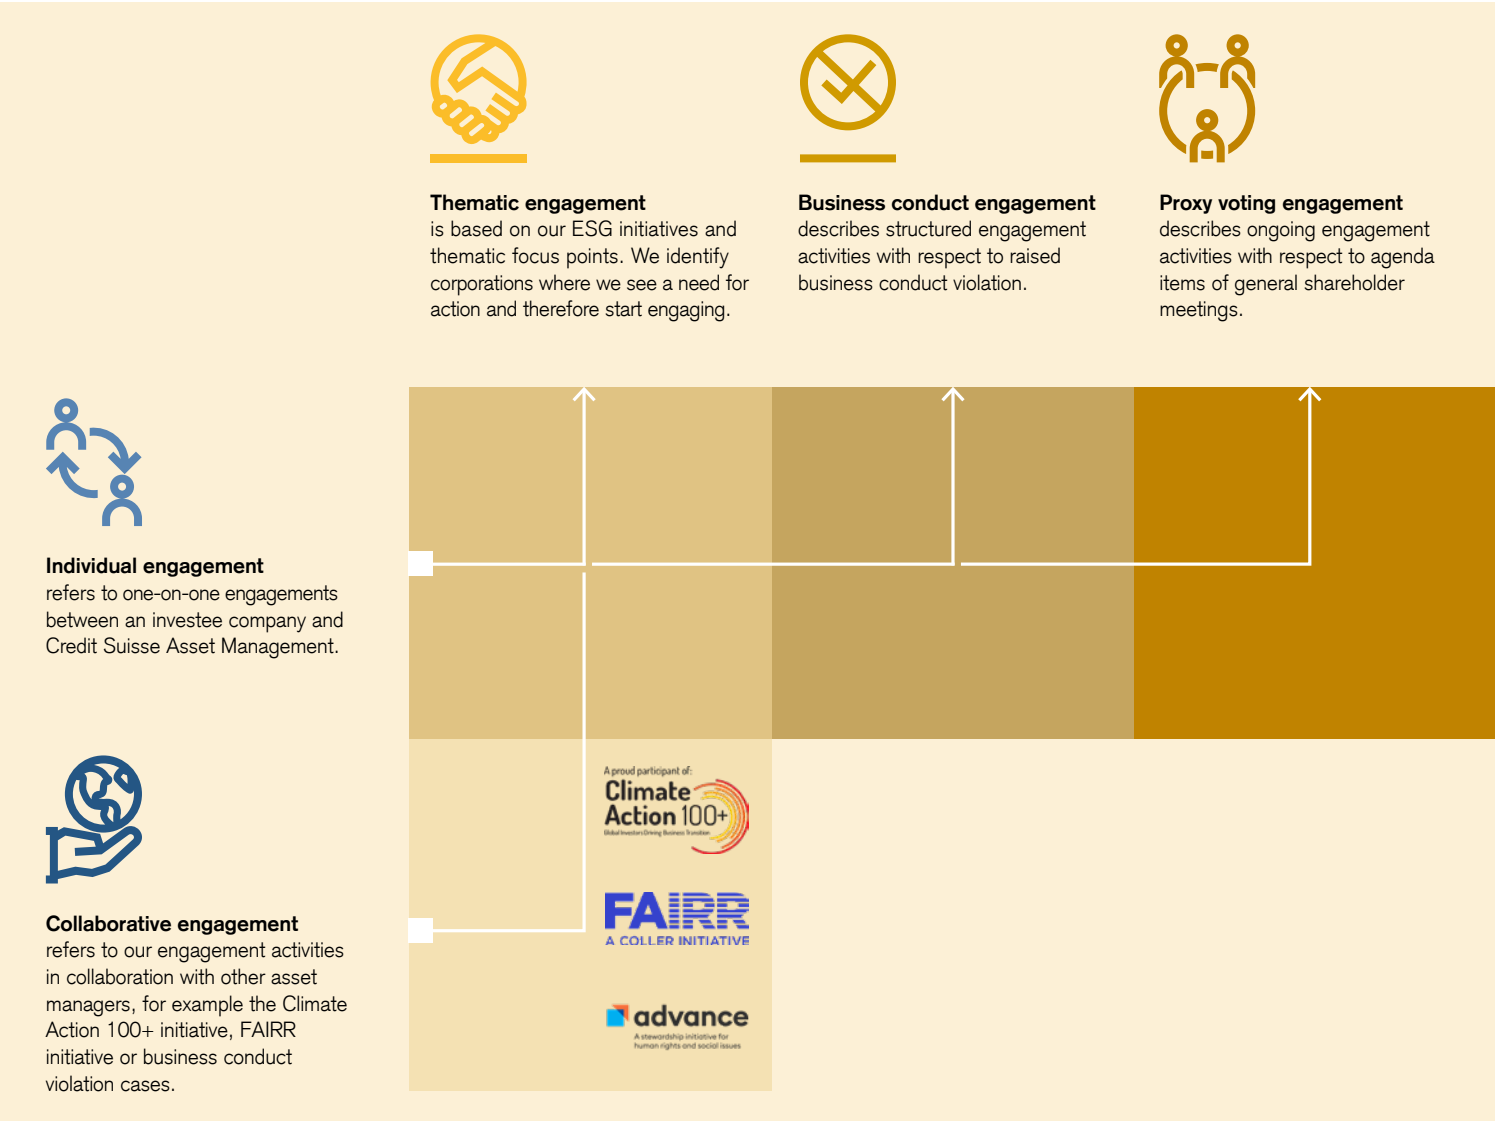 Thematic engagement
is based on our ESG initiatives and
thematic focus points. We identify
corporations where we see a need for
action and therefore start engaging.
Business conduct engagement
describes structured engagement
activities with respect to raised
business conduct violation.
Proxy voting engagement
describes ongoing engagement
activities with respect to agenda
items of general shareholder
meetings.
Individual engagement
refers to one-on-one engagements
between an investee company and
Credit Suisse Asset Management.
Collaborative engagement
refers to our engagement activities
in collaboration with other asset
managers, for example the Climate
Action 100+ initiative, FAIRR
initiative or business conduct
violation cases.
A proud participant of:
Climate
Action 100+
Global Investors Driving Business Transition
FAIRR
A COLLER INITIATIVE
advance
A stewardship initiative for
human rights and social issues